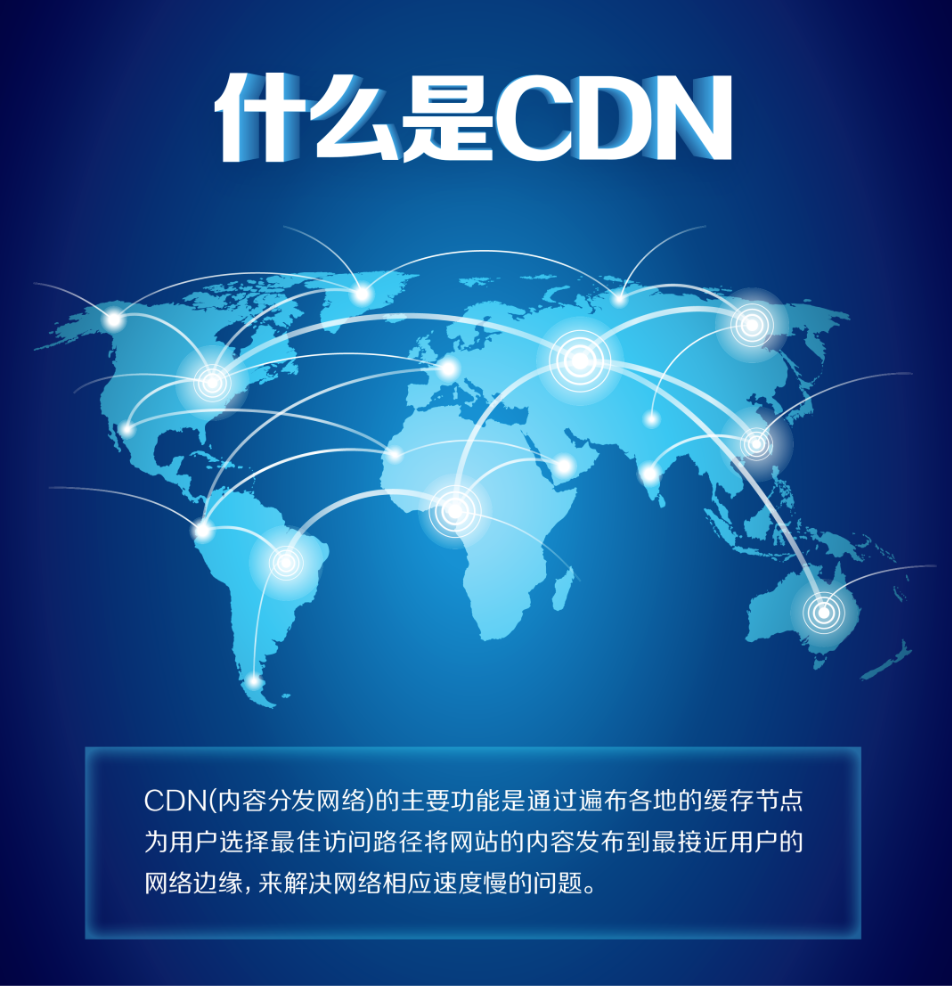 什么是CDN
CDN(内容分发网络)的主要功能是通过遍布各地的缓存节点
为用户选择最佳访问路径将网站的内容发布到最接近用户的
网络边缘，来解决网络相应速度慢的问题。